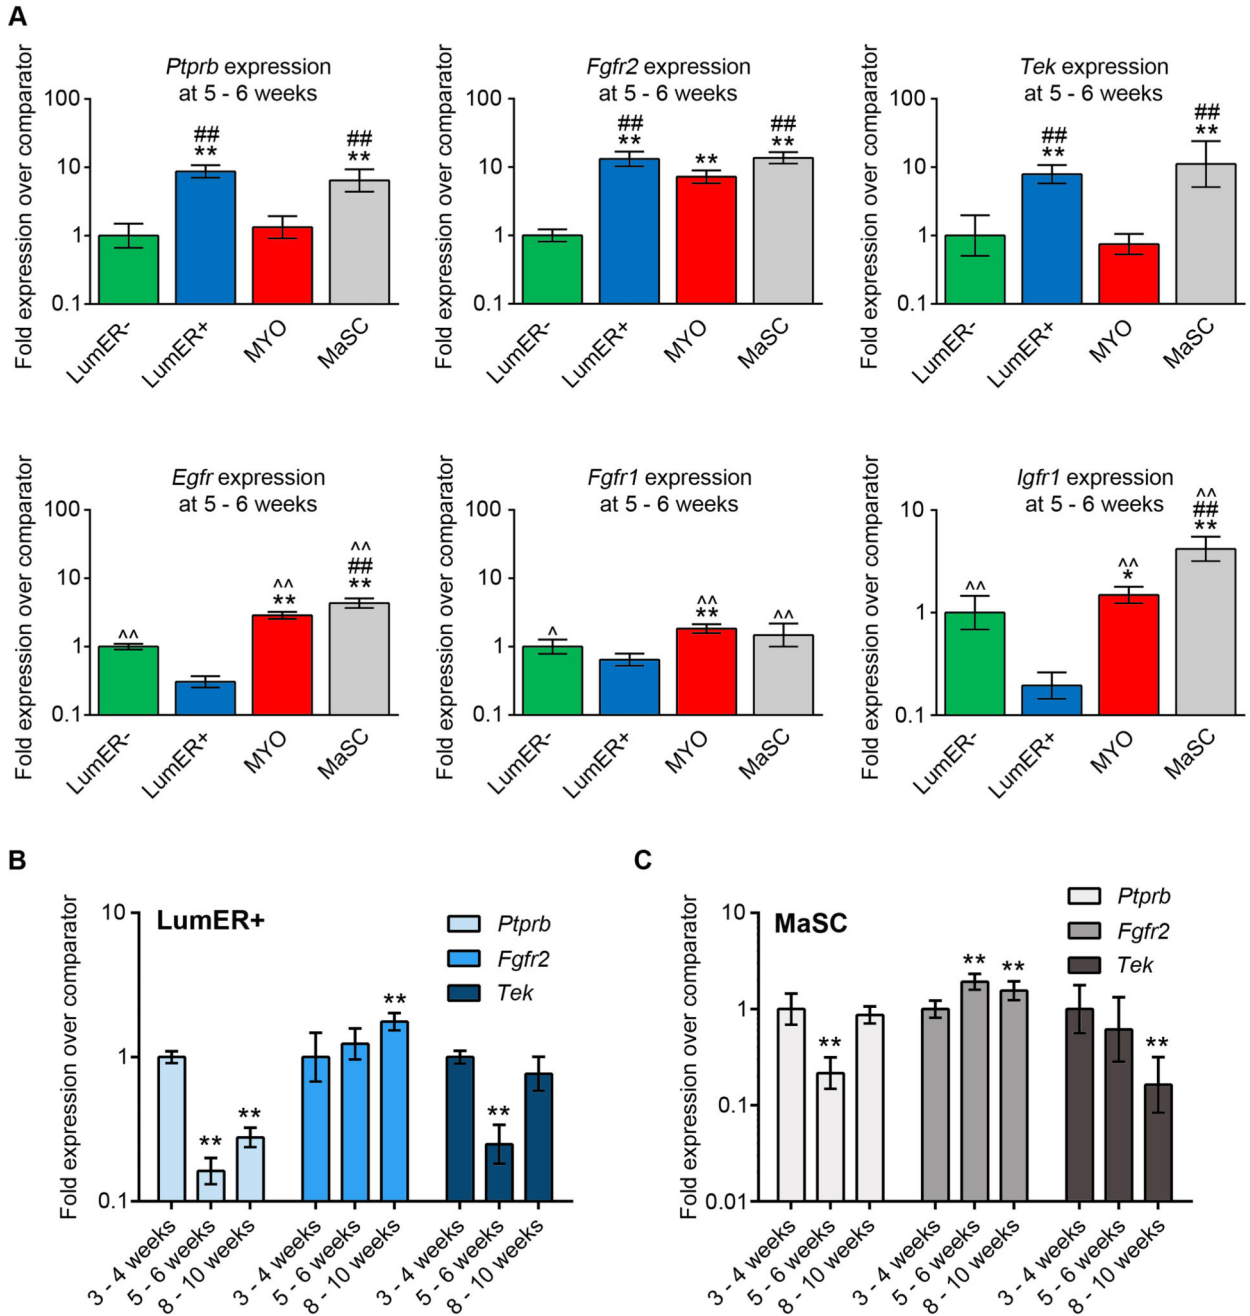 A
Ptprb expression
at 5 - 6 weeks
Fold expression over comparator
100
10
1
0.1
##
**
##
**
LumER-
LumER+
MYO
MaSC
Fgfr2 expression
at 5 - 6 weeks
Fold expression over comparator
100
10
1
0.1
##
**
**
##
**
LumER-
LumER+
MYO
MaSC
Tek expression
at 5 - 6 weeks
Fold expression over comparator
100
10
1
0.1
##
**
##
**
LumER-
LumER+
MYO
MaSC
Egfr expression
at 5 - 6 weeks
Fold expression over comparator
100
10
1
0.1
^^
^^
**
^^
##
**
LumER-
LumER+
MYO
MaSC
Fgfr1 expression
at 5 - 6 weeks
Fold expression over comparator
100
10
1
0.1
^
^^
**
^^
LumER-
LumER+
MYO
MaSC
Igfr1 expression
at 5 - 6 weeks
Fold expression over comparator
10
1
0.1
^^
^^
*
^^
##
**
LumER-
LumER+
MYO
MaSC
B
LumER+
Fold expression over comparator
10
1
0.1
Ptprb
Fgfr2
Tek
**
**
**
**
3 - 4 weeks
5 - 6 weeks
8 - 10 weeks
3 - 4 weeks
5 - 6 weeks
8 - 10 weeks
3 - 4 weeks
5 - 6 weeks
8 - 10 weeks
C
MaSC
Fold expression over comparator
10
1
0.1
0.01
Ptprb
Fgfr2
Tek
**
**
**
**
3 - 4 weeks
5 - 6 weeks
8 - 10 weeks
3 - 4 weeks
5 - 6 weeks
8 - 10 weeks
3 - 4 weeks
5 - 6 weeks
8 - 10 weeks